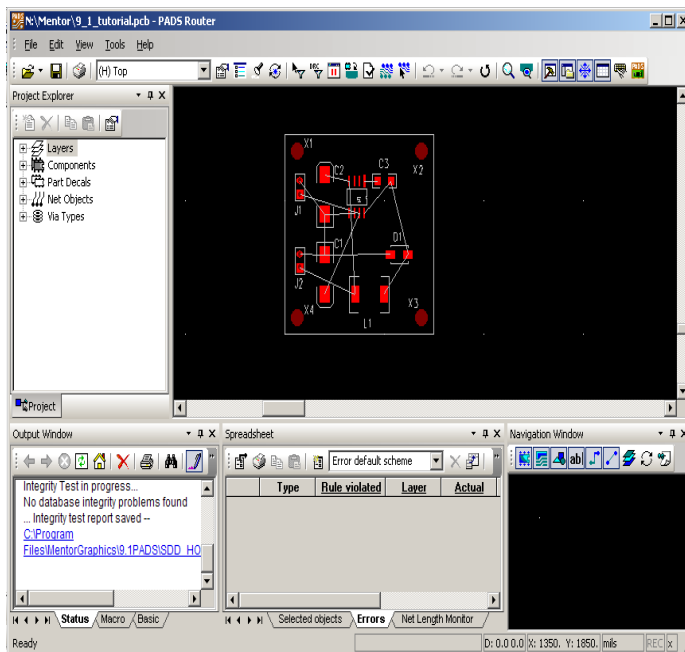 N:\Mentor\9_1_tutorial.pcb - PADS Router
File Edit View Tools Help
(H) Top
Project Explorer
Layers
Components
Part Decals
Net Objects
Via Types
Project
X1
C2
C3
X2
J1
C1
D1
J2
X4
X3
L1
Output Window
Integrity Test in progress...
No database integrity problems found
... Integrity test report saved --
C:\Program
Files\MentorGraphics\9.1PADS\SDD_HO
Status Macro Basic
Spreadsheet
Error default scheme
Type Rule violated Layer Actual
Selected objects Errors Net Length Monitor
Navigation Window
ab
Ready
D: 0.0 0.0 X: 1350. Y: 1850. mils REC x